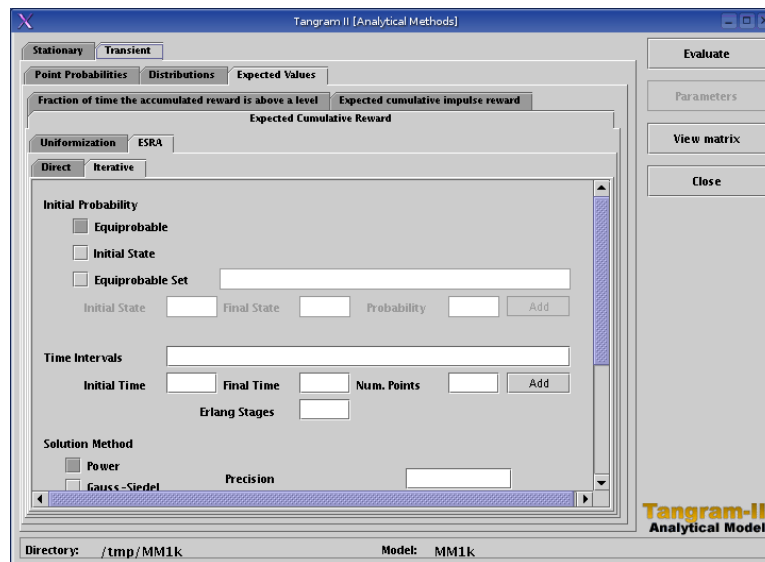 Tangram II [Analytical Methods]
Stationary Transient
Point Probabilities Distributions Expected Values
Fraction of time the accumulated reward is above a level Expected cumulative impulse reward
Expected Cumulative Reward
Uniformization ESRA
Direct Iterative
Initial Probability
Equiprobable
Initial State
Equiprobable Set
Initial State Final State Probability Add
Time Intervals
Initial Time Final Time Num. Points Add
Erlang Stages
Solution Method
Power
Gauss-Siedel Precision
Evaluate
Parameters
View matrix
Close
Tangram-II
Analytical Model
Directory: /tmp/MM1k Model: MM1k